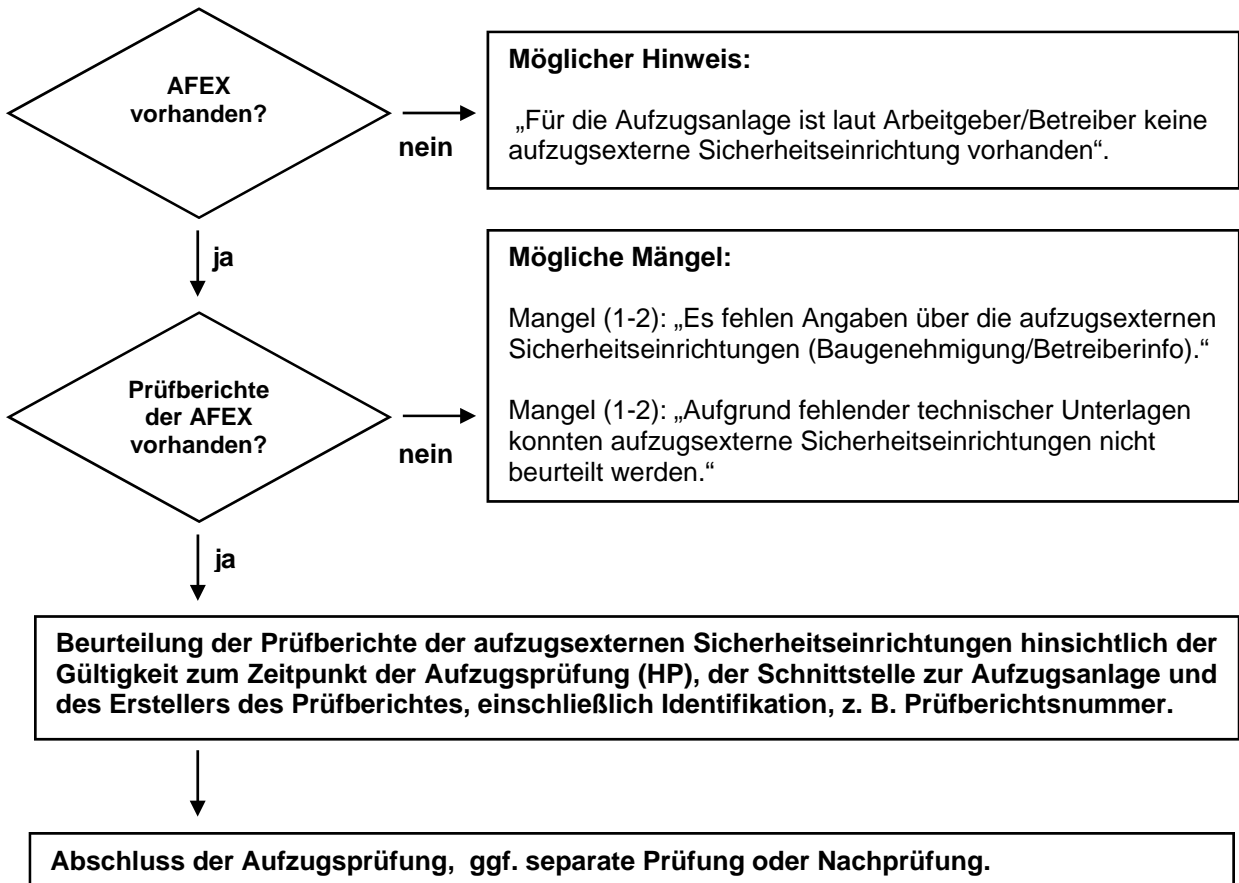 AFEX
vorhanden?
nein
Möglicher Hinweis:
„Für die Aufzugsanlage ist laut Arbeitgeber/Betreiber keine
aufzugsexterne Sicherheitseinrichtung vorhanden“.
ja
Prüfberichte
der AFEX
vorhanden?
nein
Mögliche Mängel:
Mangel (1-2): „Es fehlen Angaben über die aufzugsexternen
Sicherheitseinrichtungen (Baugenehmigung/Betreiberinfo).“
Mangel (1-2): „Aufgrund fehlender technischer Unterlagen
konnten aufzugsexterne Sicherheitseinrichtungen nicht
beurteilt werden.“
ja
Beurteilung der Prüfberichte der aufzugsexternen Sicherheitseinrichtungen hinsichtlich der
Gültigkeit zum Zeitpunkt der Aufzugsprüfung (HP), der Schnittstelle zur Aufzugsanlage und
des Erstellers des Prüfberichtes, einschließlich Identifikation, z. B. Prüfberichtsnummer.
Abschluss der Aufzugsprüfung, ggf. separate Prüfung oder Nachprüfung.